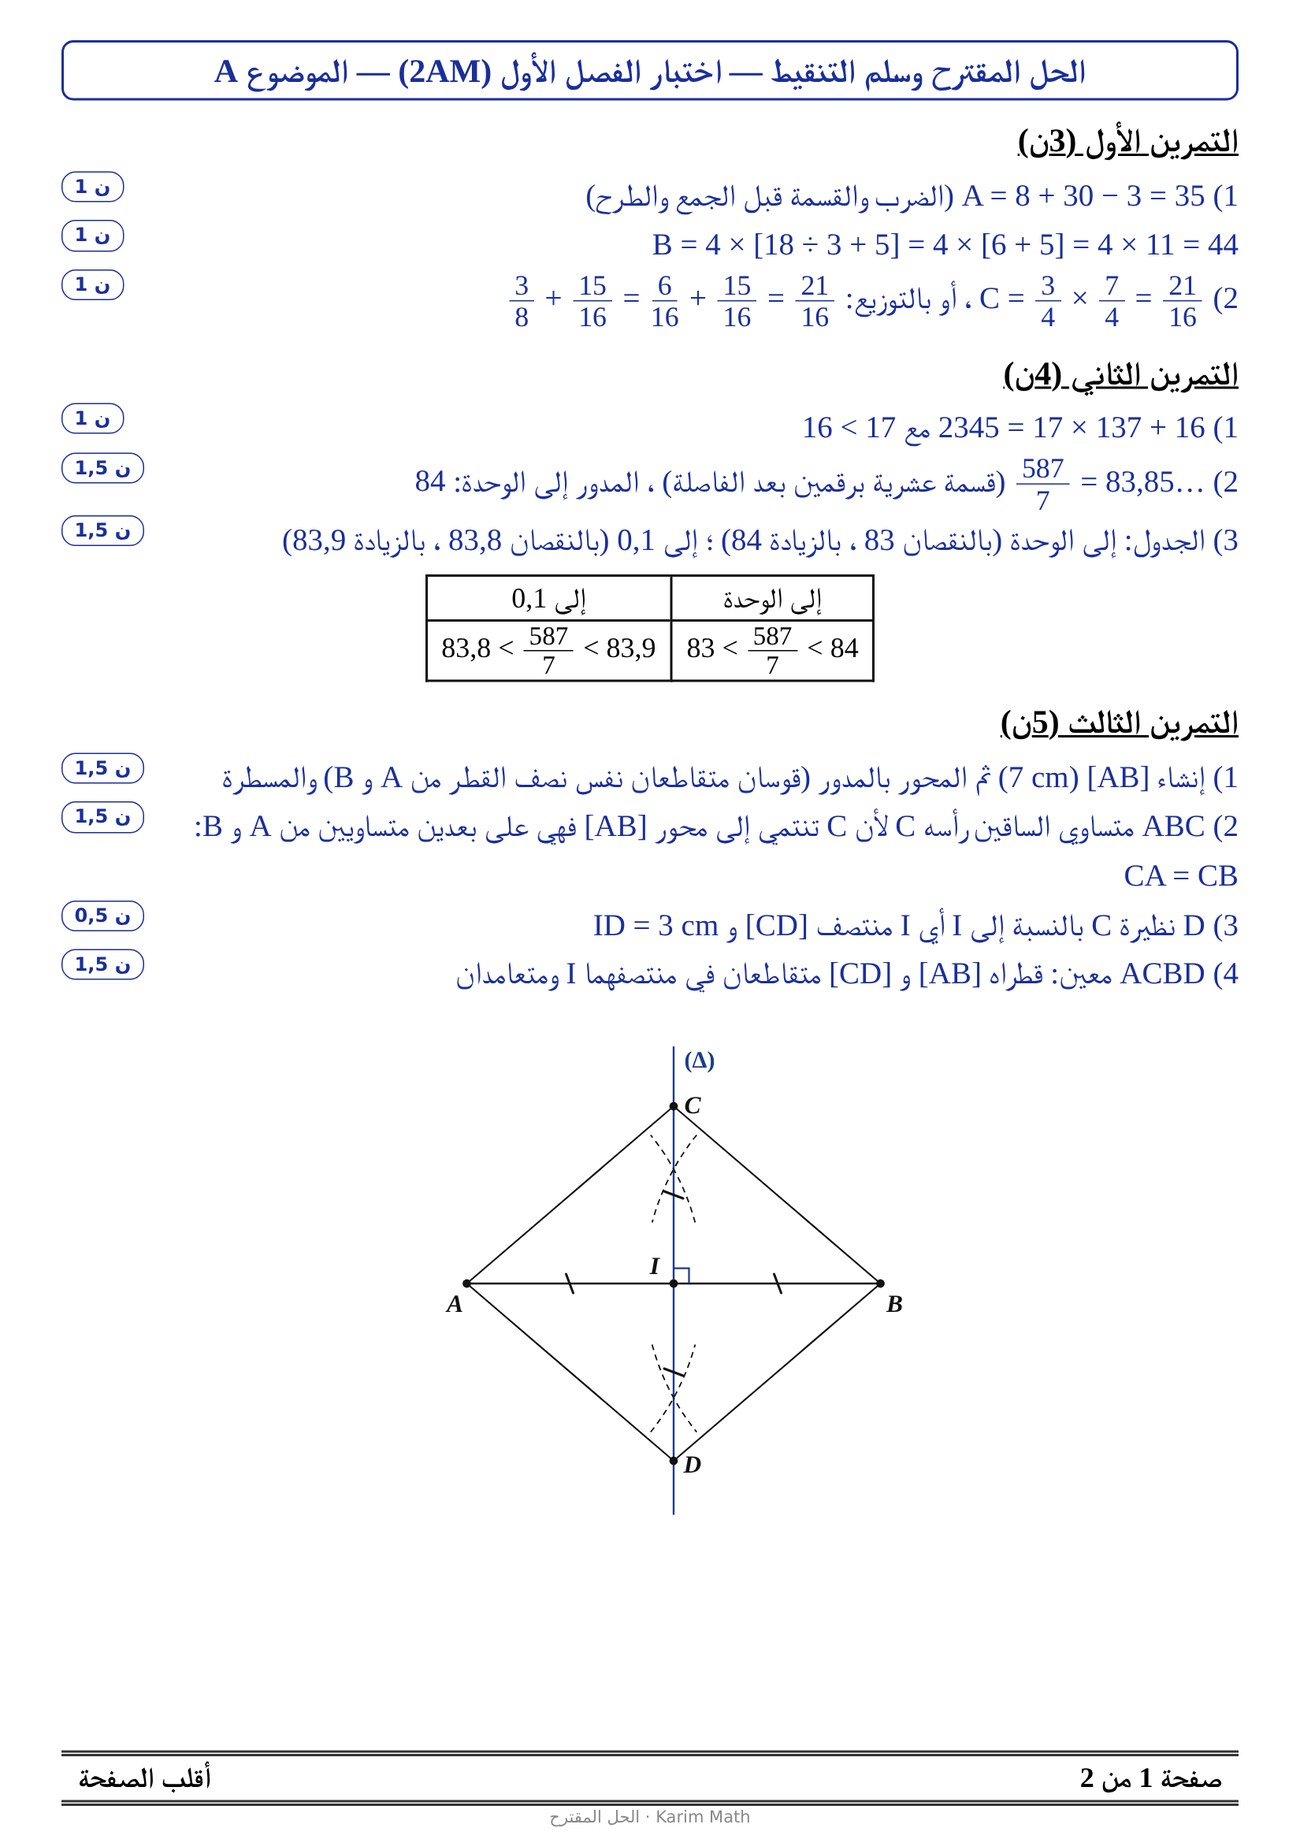 الحل المقترح وسلم التنقيط — اختبار الفصل الأول (2AM) — الموضوع A
التمرين الأول (3ن)
1) A = 8 + 30 − 3 = 35 (الضرب والقسمة قبل الجمع والطرح)
1 ن
B = 4 × [18 ÷ 3 + 5] = 4 × [6 + 5] = 4 × 11 = 44
1 ن
2) C = 3/4 × 7/4 = 21/16 ، أو بالتوزيع: 3/8 + 15/16 = 6/16 + 15/16 = 21/16
1 ن
التمرين الثاني (4ن)
1) 2345 = 17 × 137 + 16 مع 16 < 17
1 ن
2) 587/7 = 83,85… (قسمة عشرية برقمين بعد الفاصلة) ، المدور إلى الوحدة: 84
1,5 ن
3) الجدول: إلى الوحدة (بالنقصان 83 ، بالزيادة 84) ؛ إلى 0,1 (بالنقصان 83,8 ، بالزيادة 83,9)
1,5 ن
إلى الوحدة
إلى 0,1
83 < 587/7 < 84
83,8 < 587/7 < 83,9
التمرين الثالث (5ن)
1) إنشاء [AB] (7 cm) ثم المحور بالمدور (قوسان متقاطعان نفس نصف القطر من A و B) والمسطرة
1,5 ن
2) ABC متساوي الساقين رأسه C لأن C تنتمي إلى محور [AB] فهي على بعدين متساويين من A و B:
1,5 ن
CA = CB
3) D نظيرة C بالنسبة إلى I أي I منتصف [CD] و ID = 3 cm
0,5 ن
4) ACBD معين: قطراه [AB] و [CD] متقاطعان في منتصفهما I ومتعامدان
1,5 ن
(Δ)
C
I
A
B
D
صفحة 1 من 2
أقلب الصفحة
الحل المقترح · Karim Math